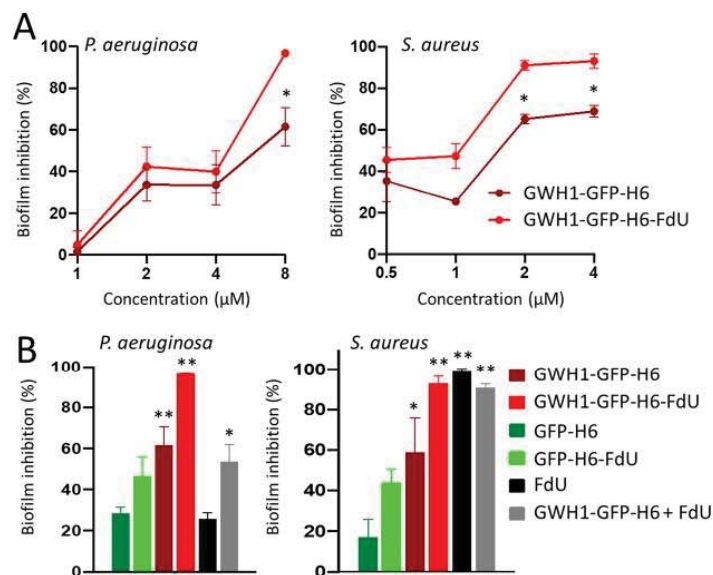 A
P. aeruginosa
Biofilm inhibition (%)
100
80
60
40
20
0
*
1
2
4
8
Concentration (μM)
S. aureus
Biofilm inhibition (%)
100
80
60
40
20
0
*
*
GWH1-GFP-H6
GWH1-GFP-H6-FdU
0.5
1
2
4
Concentration (μM)
B
P. aeruginosa
Biofilm inhibition (%)
100
80
60
40
20
0
**
**
*
S. aureus
Biofilm inhibition (%)
100
80
60
40
20
0
*
**
**
**
GWH1-GFP-H6
GWH1-GFP-H6-FdU
GFP-H6
GFP-H6-FdU
FdU
GWH1-GFP-H6 + FdU